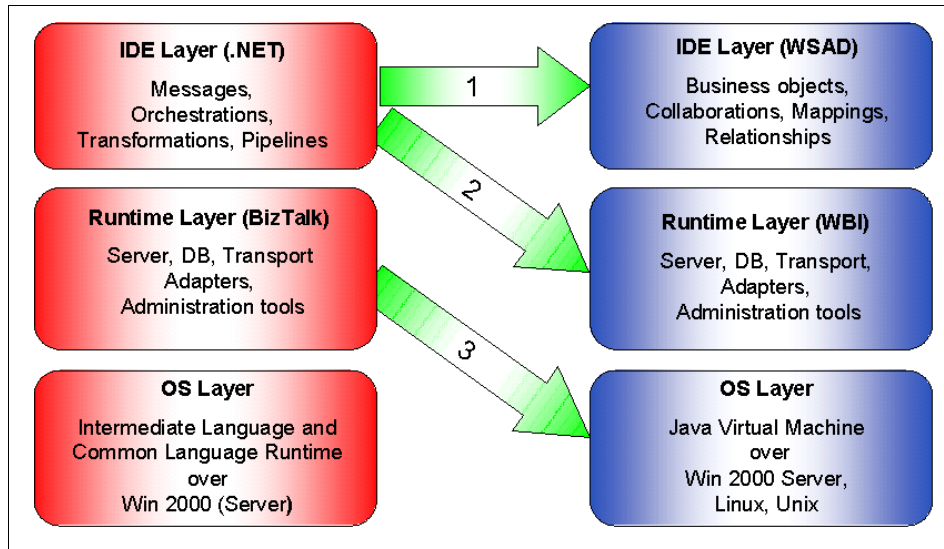 IDE Layer (.NET)
Messages,
Orchestrations,
Transformations, Pipelines
1
IDE Layer (WSAD)
Business objects,
Collaborations, Mappings,
Relationships
2
Runtime Layer (BizTalk)
Server, DB, Transport
Adapters,
Administration tools
Runtime Layer (WBI)
Server, DB, Transport,
Adapters,
Administration tools
3
OS Layer
Intermediate Language and
Common Language Runtime
over
Win 2000 (Server)
OS Layer
Java Virtual Machine
over
Win 2000 Server,
Linux, Unix